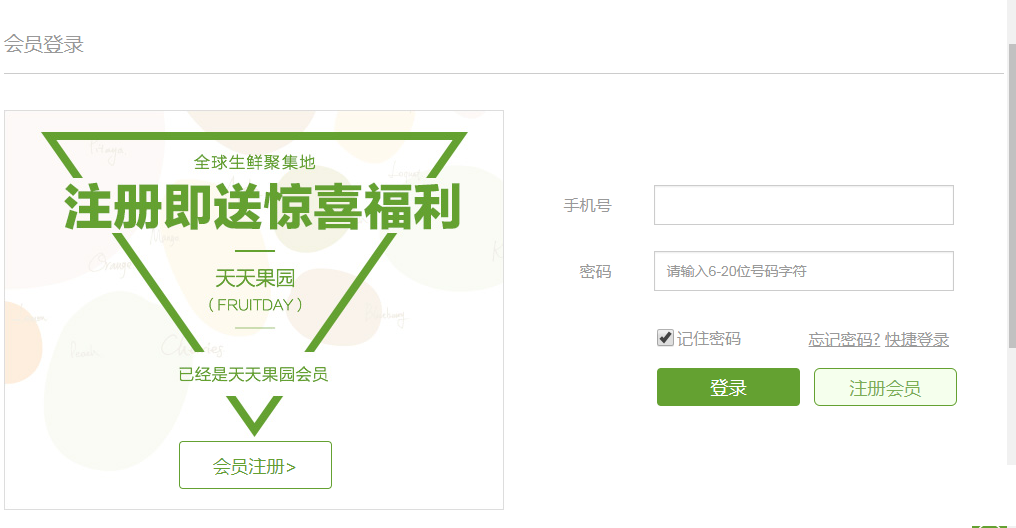 会员登录
全球生鲜聚集地
注册即送惊喜福利
天天果园
(FRUITDAY)
已经是天天果园会员
会员注册>
手机号
密码
请输入6-20位号码字符
记住密码
忘记密码? 快捷登录
登录
注册会员